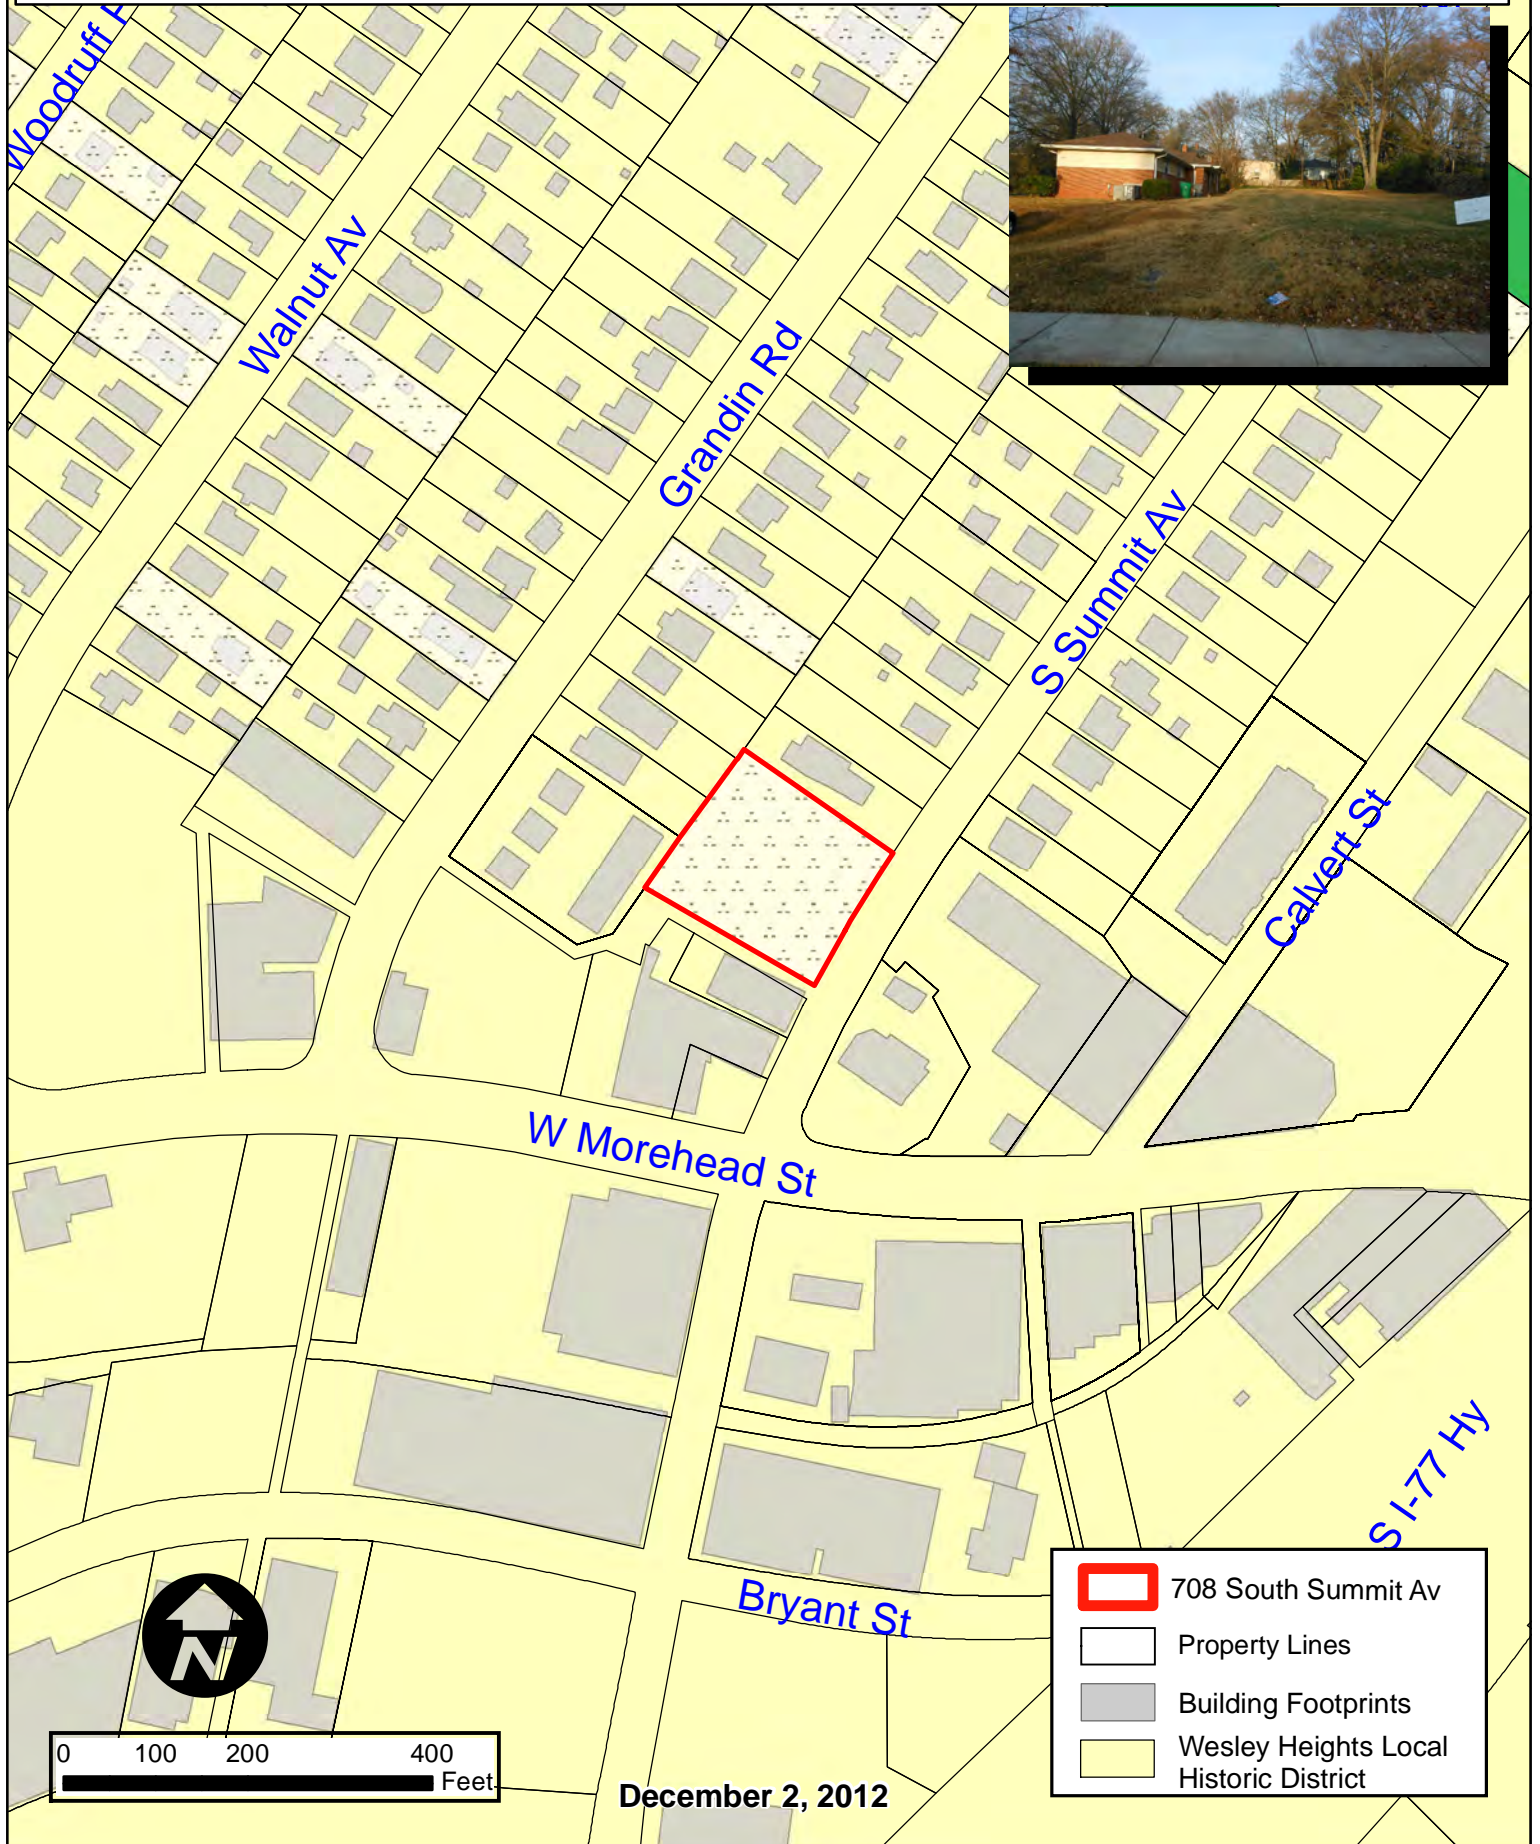 Woodruff
Walnut Av
Grandin Rd
S Summit Av
Calvert St
W Morehead St
S I-77 Hy
Bryant St
708 South Summit Av
Property Lines
Building Footprints
Wesley Heights Local
Historic District
N
0 100 200 400
Feet
December 2, 2012